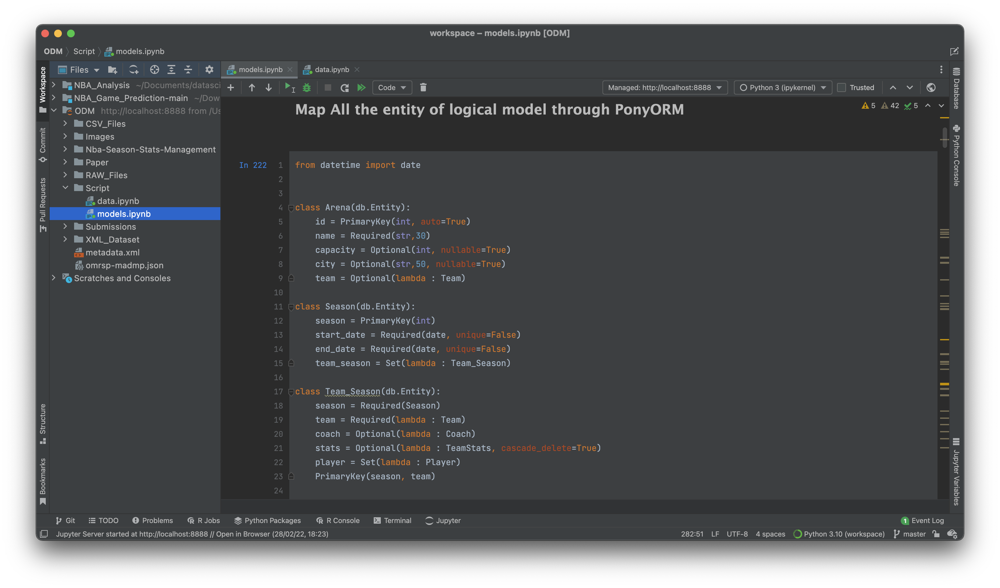 workspace – models.ipynb [ODM]
ODM Script models.ipynb
Files
models.ipynb
data.ipynb
Code
Managed: http://localhost:8888
Python 3 (ipykernel)
Trusted
Workspace
Commit
Pull Requests
Structure
Bookmarks
NBA_Analysis ~/Documents/datasci
NBA_Game_Prediction-main ~/Dow
ODM http://localhost:8888 from /Us
CSV_Files
Images
Nba-Season-Stats-Management
Paper
RAW_Files
Script
data.ipynb
models.ipynb
Submissions
XML_Dataset
metadata.xml
omrsp-madmp.json
Scratches and Consoles
Map All the entity of logical model through PonyORM
5 42 5
In 222
1 from datetime import date
2
3
4 class Arena(db.Entity):
5     id = PrimaryKey(int, auto=True)
6     name = Required(str,30)
7     capacity = Optional(int, nullable=True)
8     city = Optional(str,50, nullable=True)
9     team = Optional(lambda : Team)
10
11 class Season(db.Entity):
12     season = PrimaryKey(int)
13     start_date = Required(date, unique=False)
14     end_date = Required(date, unique=False)
15     team_season = Set(lambda : Team_Season)
16
17 class Team_Season(db.Entity):
18     season = Required(Season)
19     team = Required(lambda : Team)
20     coach = Optional(lambda : Coach)
21     stats = Optional(lambda : TeamStats, cascade_delete=True)
22     player = Set(lambda : Player)
23     PrimaryKey(season, team)
24
Database
Python Console
Jupyter Variables
Git TODO Problems R Jobs Python Packages R Console Terminal Jupyter
1 Event Log
Jupyter Server started at http://localhost:8888 // Open in Browser (28/02/22, 18:23)
282:51 LF UTF-8 4 spaces Python 3.10 (workspace) master